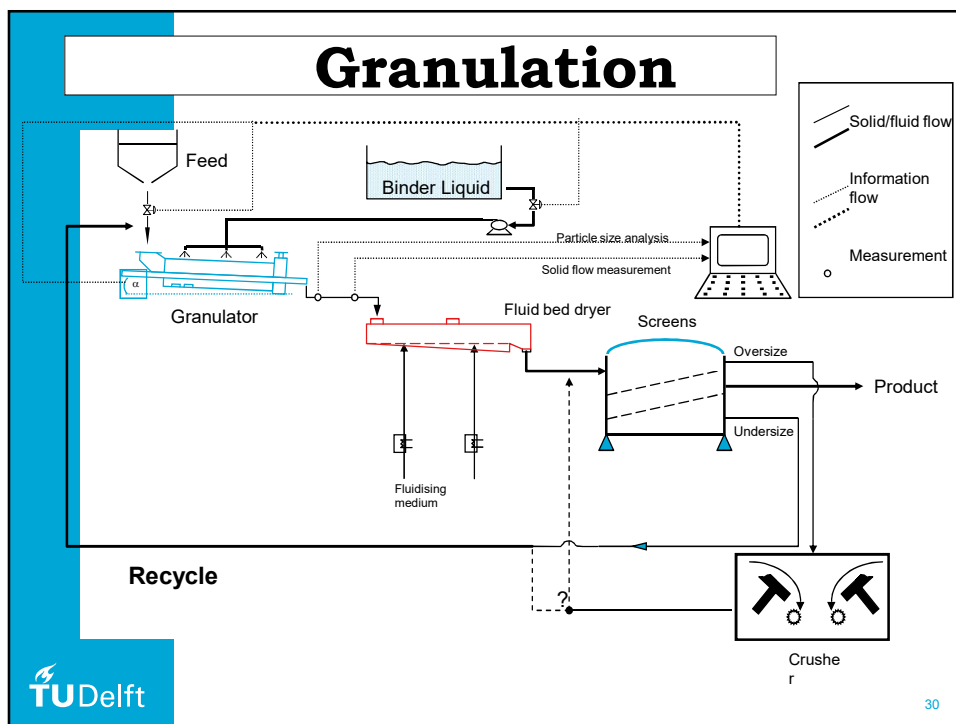 Granulation
Solid/fluid flow
Information
flow
Measurement
Feed
Binder Liquid
Particle size analysis
Solid flow measurement
α
Granulator
Fluid bed dryer
Screens
Oversize
Product
Undersize
Fluidising
medium
Recycle
?
Crushe
r
TUDelft
30